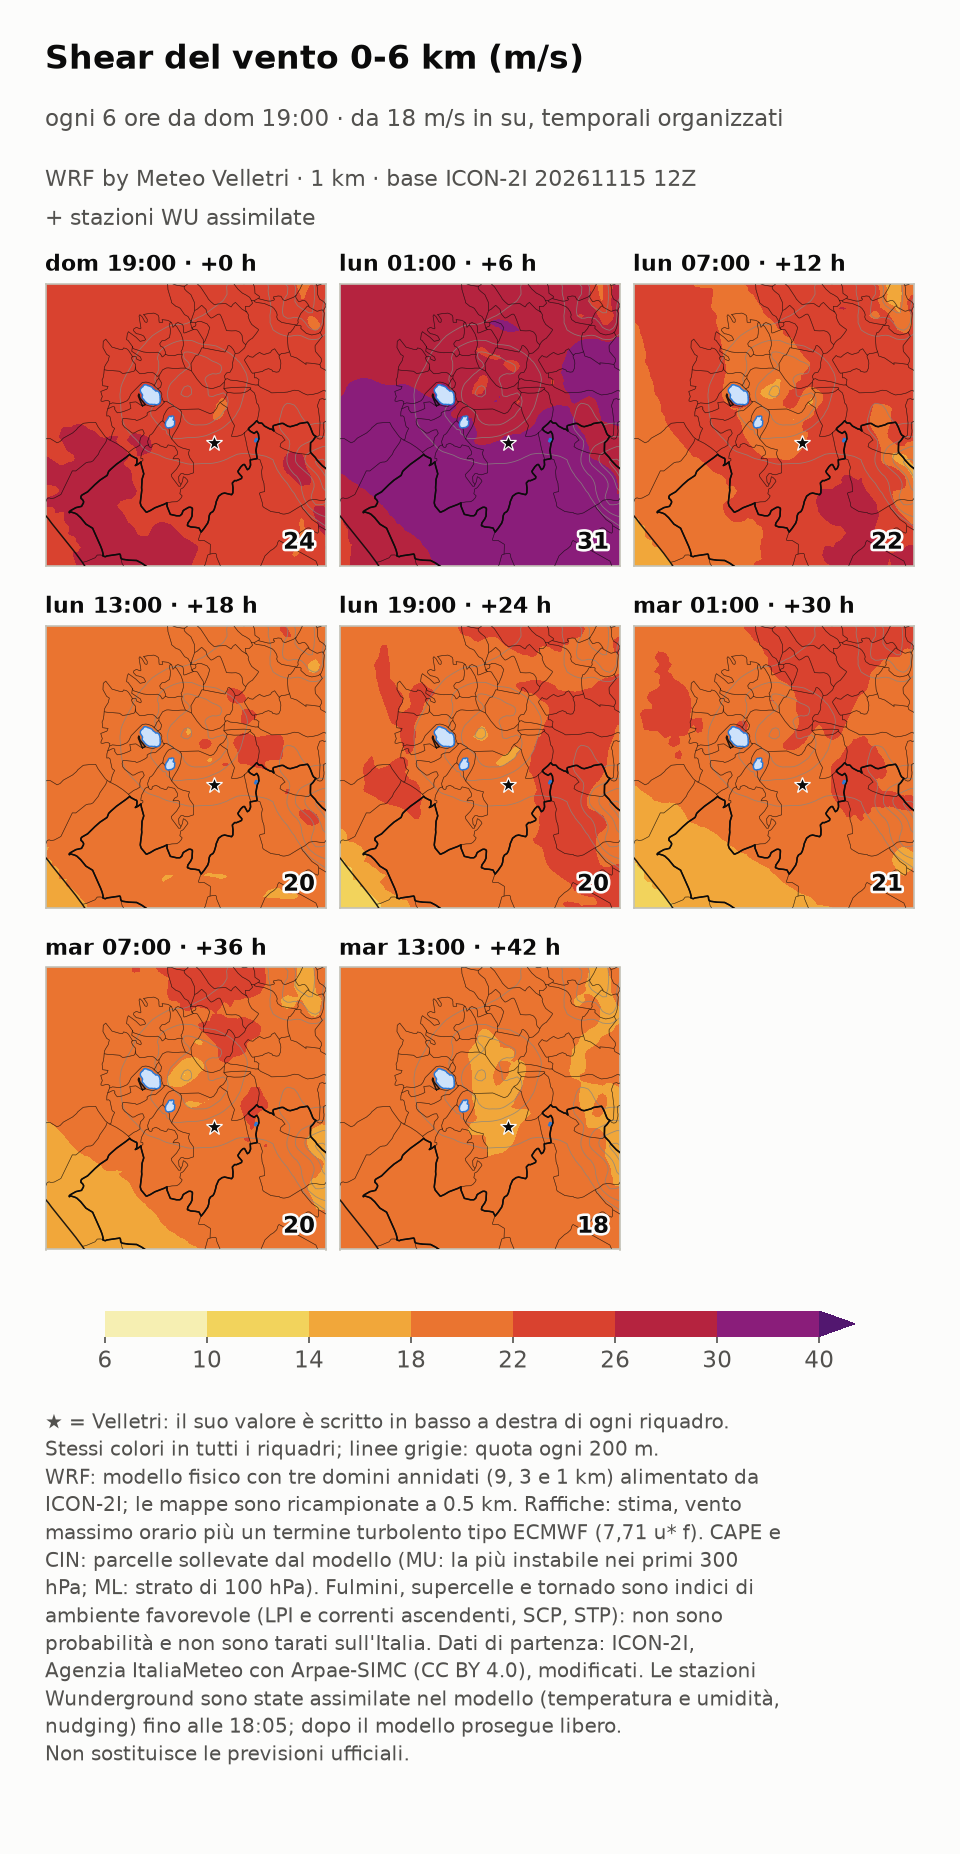 Shear del vento 0-6 km (m/s)
ogni 6 ore da dom 19:00 · da 18 m/s in su, temporali organizzati
WRF by Meteo Velletri · 1 km · base ICON-2I 20261115 12Z
+ stazioni WU assimilate
dom 19:00 · +0 h
lun 01:00 · +6 h
lun 07:00 · +12 h
24
31
22
lun 13:00 · +18 h
lun 19:00 · +24 h
mar 01:00 · +30 h
20
20
21
mar 07:00 · +36 h
mar 13:00 · +42 h
20
18
6 10 14 18 22 26 30 40
★ = Velletri: il suo valore è scritto in basso a destra di ogni riquadro.
Stessi colori in tutti i riquadri; linee grigie: quota ogni 200 m.
WRF: modello fisico con tre domini annidati (9, 3 e 1 km) alimentato da
ICON-2I; le mappe sono ricampionate a 0.5 km. Raffiche: stima, vento
massimo orario più un termine turbolento tipo ECMWF (7,71 u* f). CAPE e
CIN: parcelle sollevate dal modello (MU: la più instabile nei primi 300
hPa; ML: strato di 100 hPa). Fulmini, supercelle e tornado sono indici di
ambiente favorevole (LPI e correnti ascendenti, SCP, STP): non sono
probabilità e non sono tarati sull'Italia. Dati di partenza: ICON-2I,
Agenzia ItaliaMeteo con Arpae-SIMC (CC BY 4.0), modificati. Le stazioni
Wunderground sono state assimilate nel modello (temperatura e umidità,
nudging) fino alle 18:05; dopo il modello prosegue libero.
Non sostituisce le previsioni ufficiali.